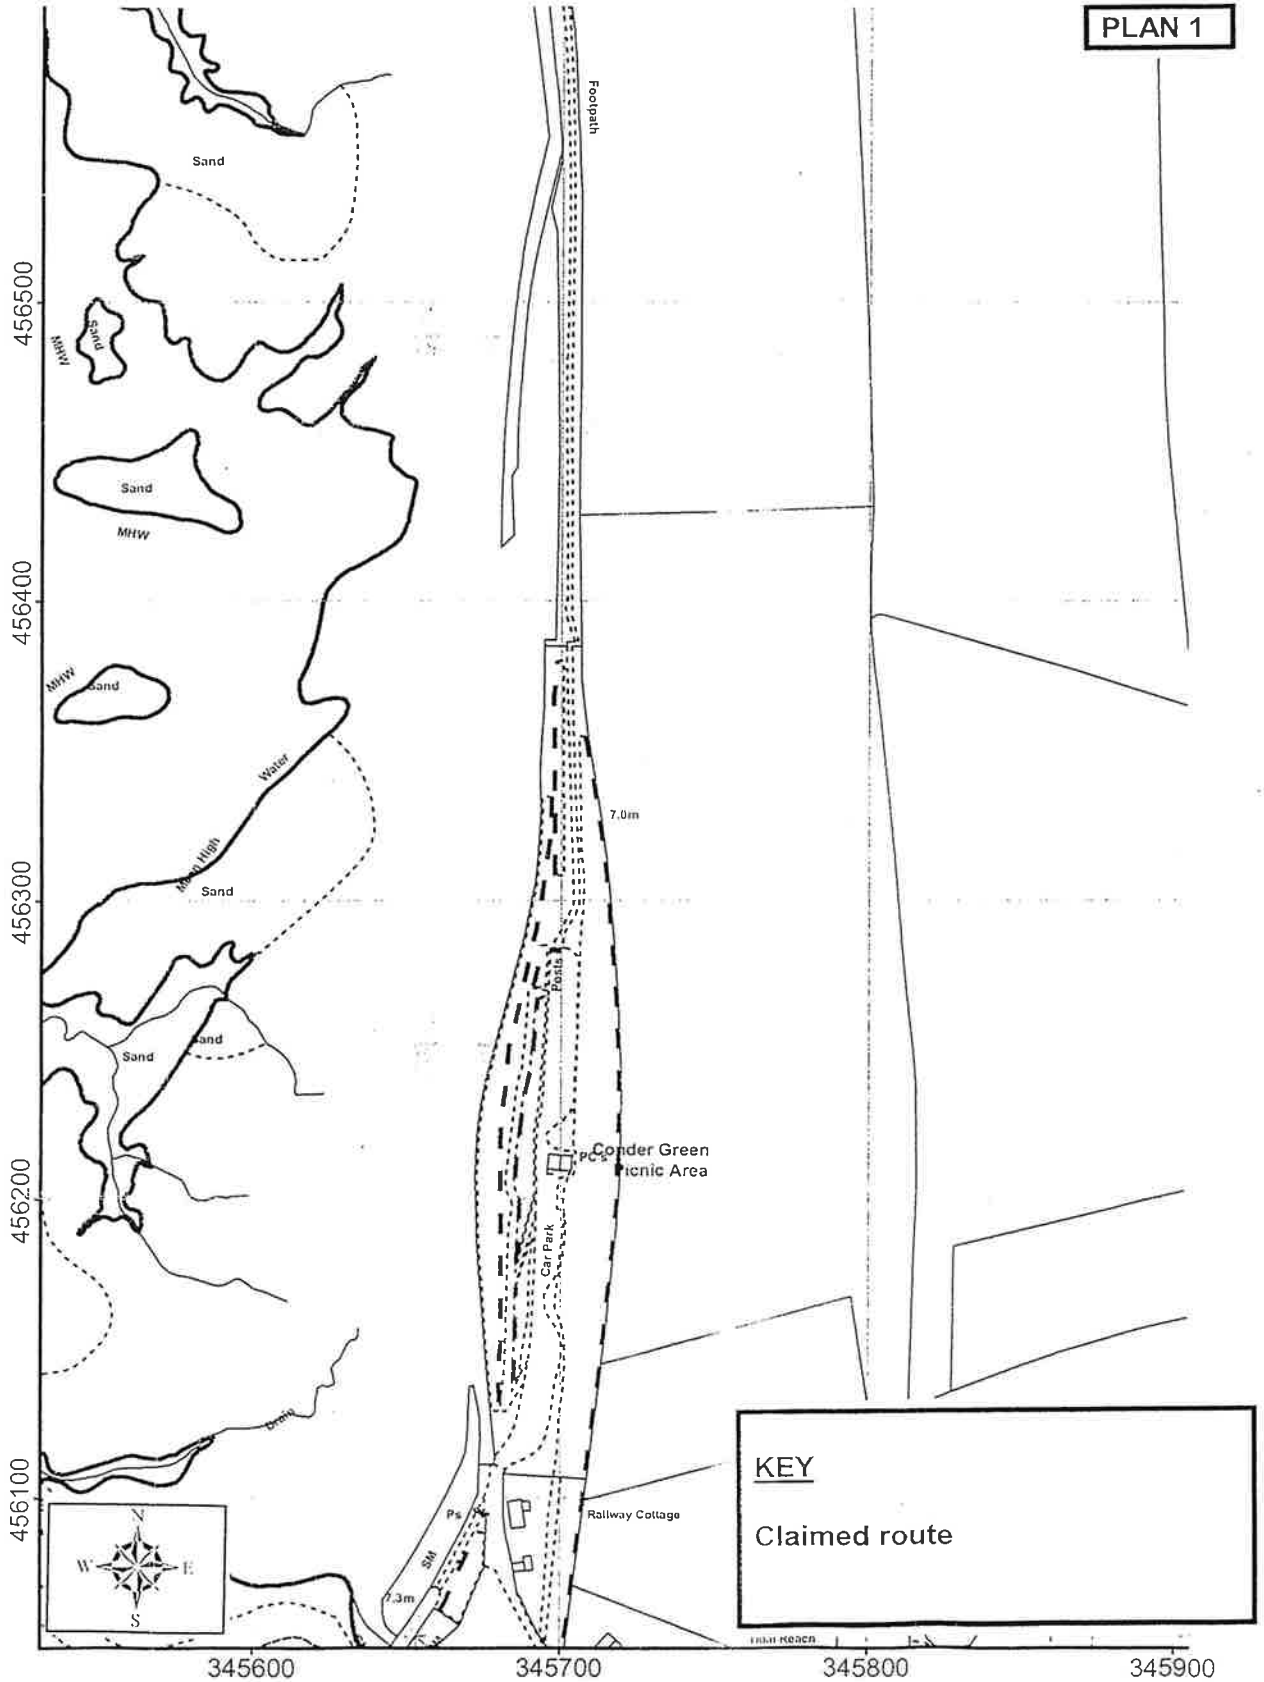 PLAN 1
Footpath
Sand
456500
Sand
MHW
Sand
MHW
456400
MHW
Sand
Water
Mean High
7.0m
Sand
456300
Posts
Sand
Sand
Conder Green
PC's
Picnic Area
456200
Car Park
Drain
KEY
Claimed route
456100
Ps
Railway Cottage
SM
7.3m
N
W
E
S
Tidal Reach
345600
345700
345800
345900